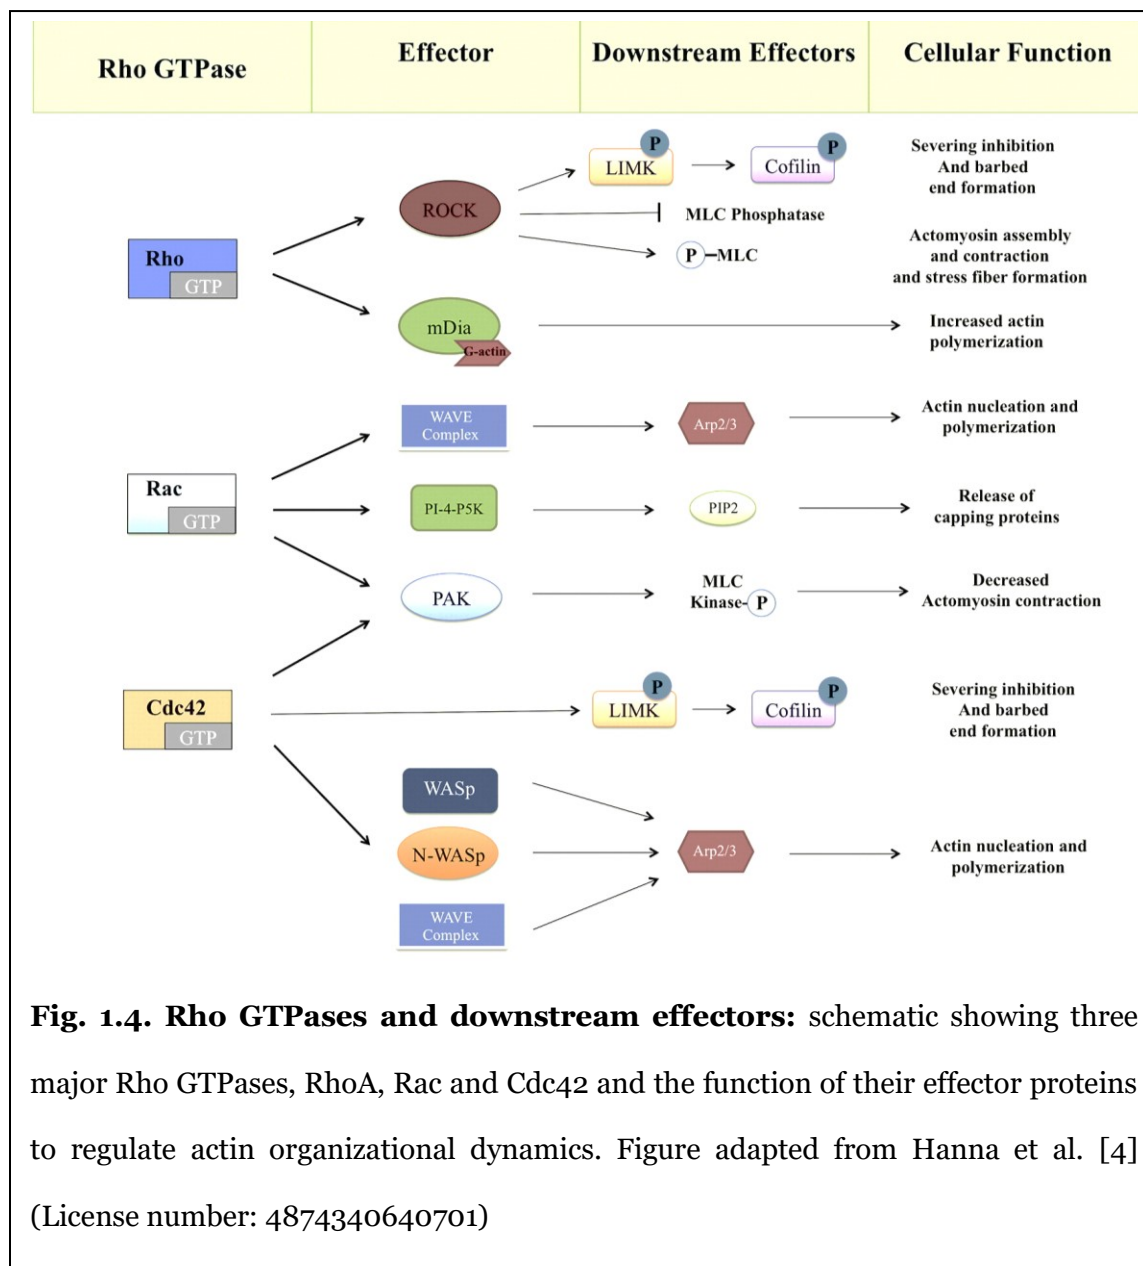 Rho GTPase
Effector
Downstream Effectors
Cellular Function
Rho
GTP
ROCK
P
LIMK
P
Cofilin
Severing inhibition
And barbed
end formation
MLC Phosphatase
P–MLC
Actomyosin assembly
and contraction
and stress fiber formation
mDia
G-actin
Increased actin
polymerization
Rac
GTP
WAVE
Complex
Arp2/3
Actin nucleation and
polymerization
PI-4-P5K
PIP2
Release of
capping proteins
PAK
MLC
Kinase-P
Decreased
Actomyosin contraction
Cdc42
GTP
P
LIMK
P
Cofilin
Severing inhibition
And barbed
end formation
WASp
N-WASp
WAVE
Complex
Arp2/3
Actin nucleation and
polymerization
Fig. 1.4. Rho GTPases and downstream effectors: schematic showing three
major Rho GTPases, RhoA, Rac and Cdc42 and the function of their effector proteins
to regulate actin organizational dynamics. Figure adapted from Hanna et al. [4]
(License number: 4874340640701)